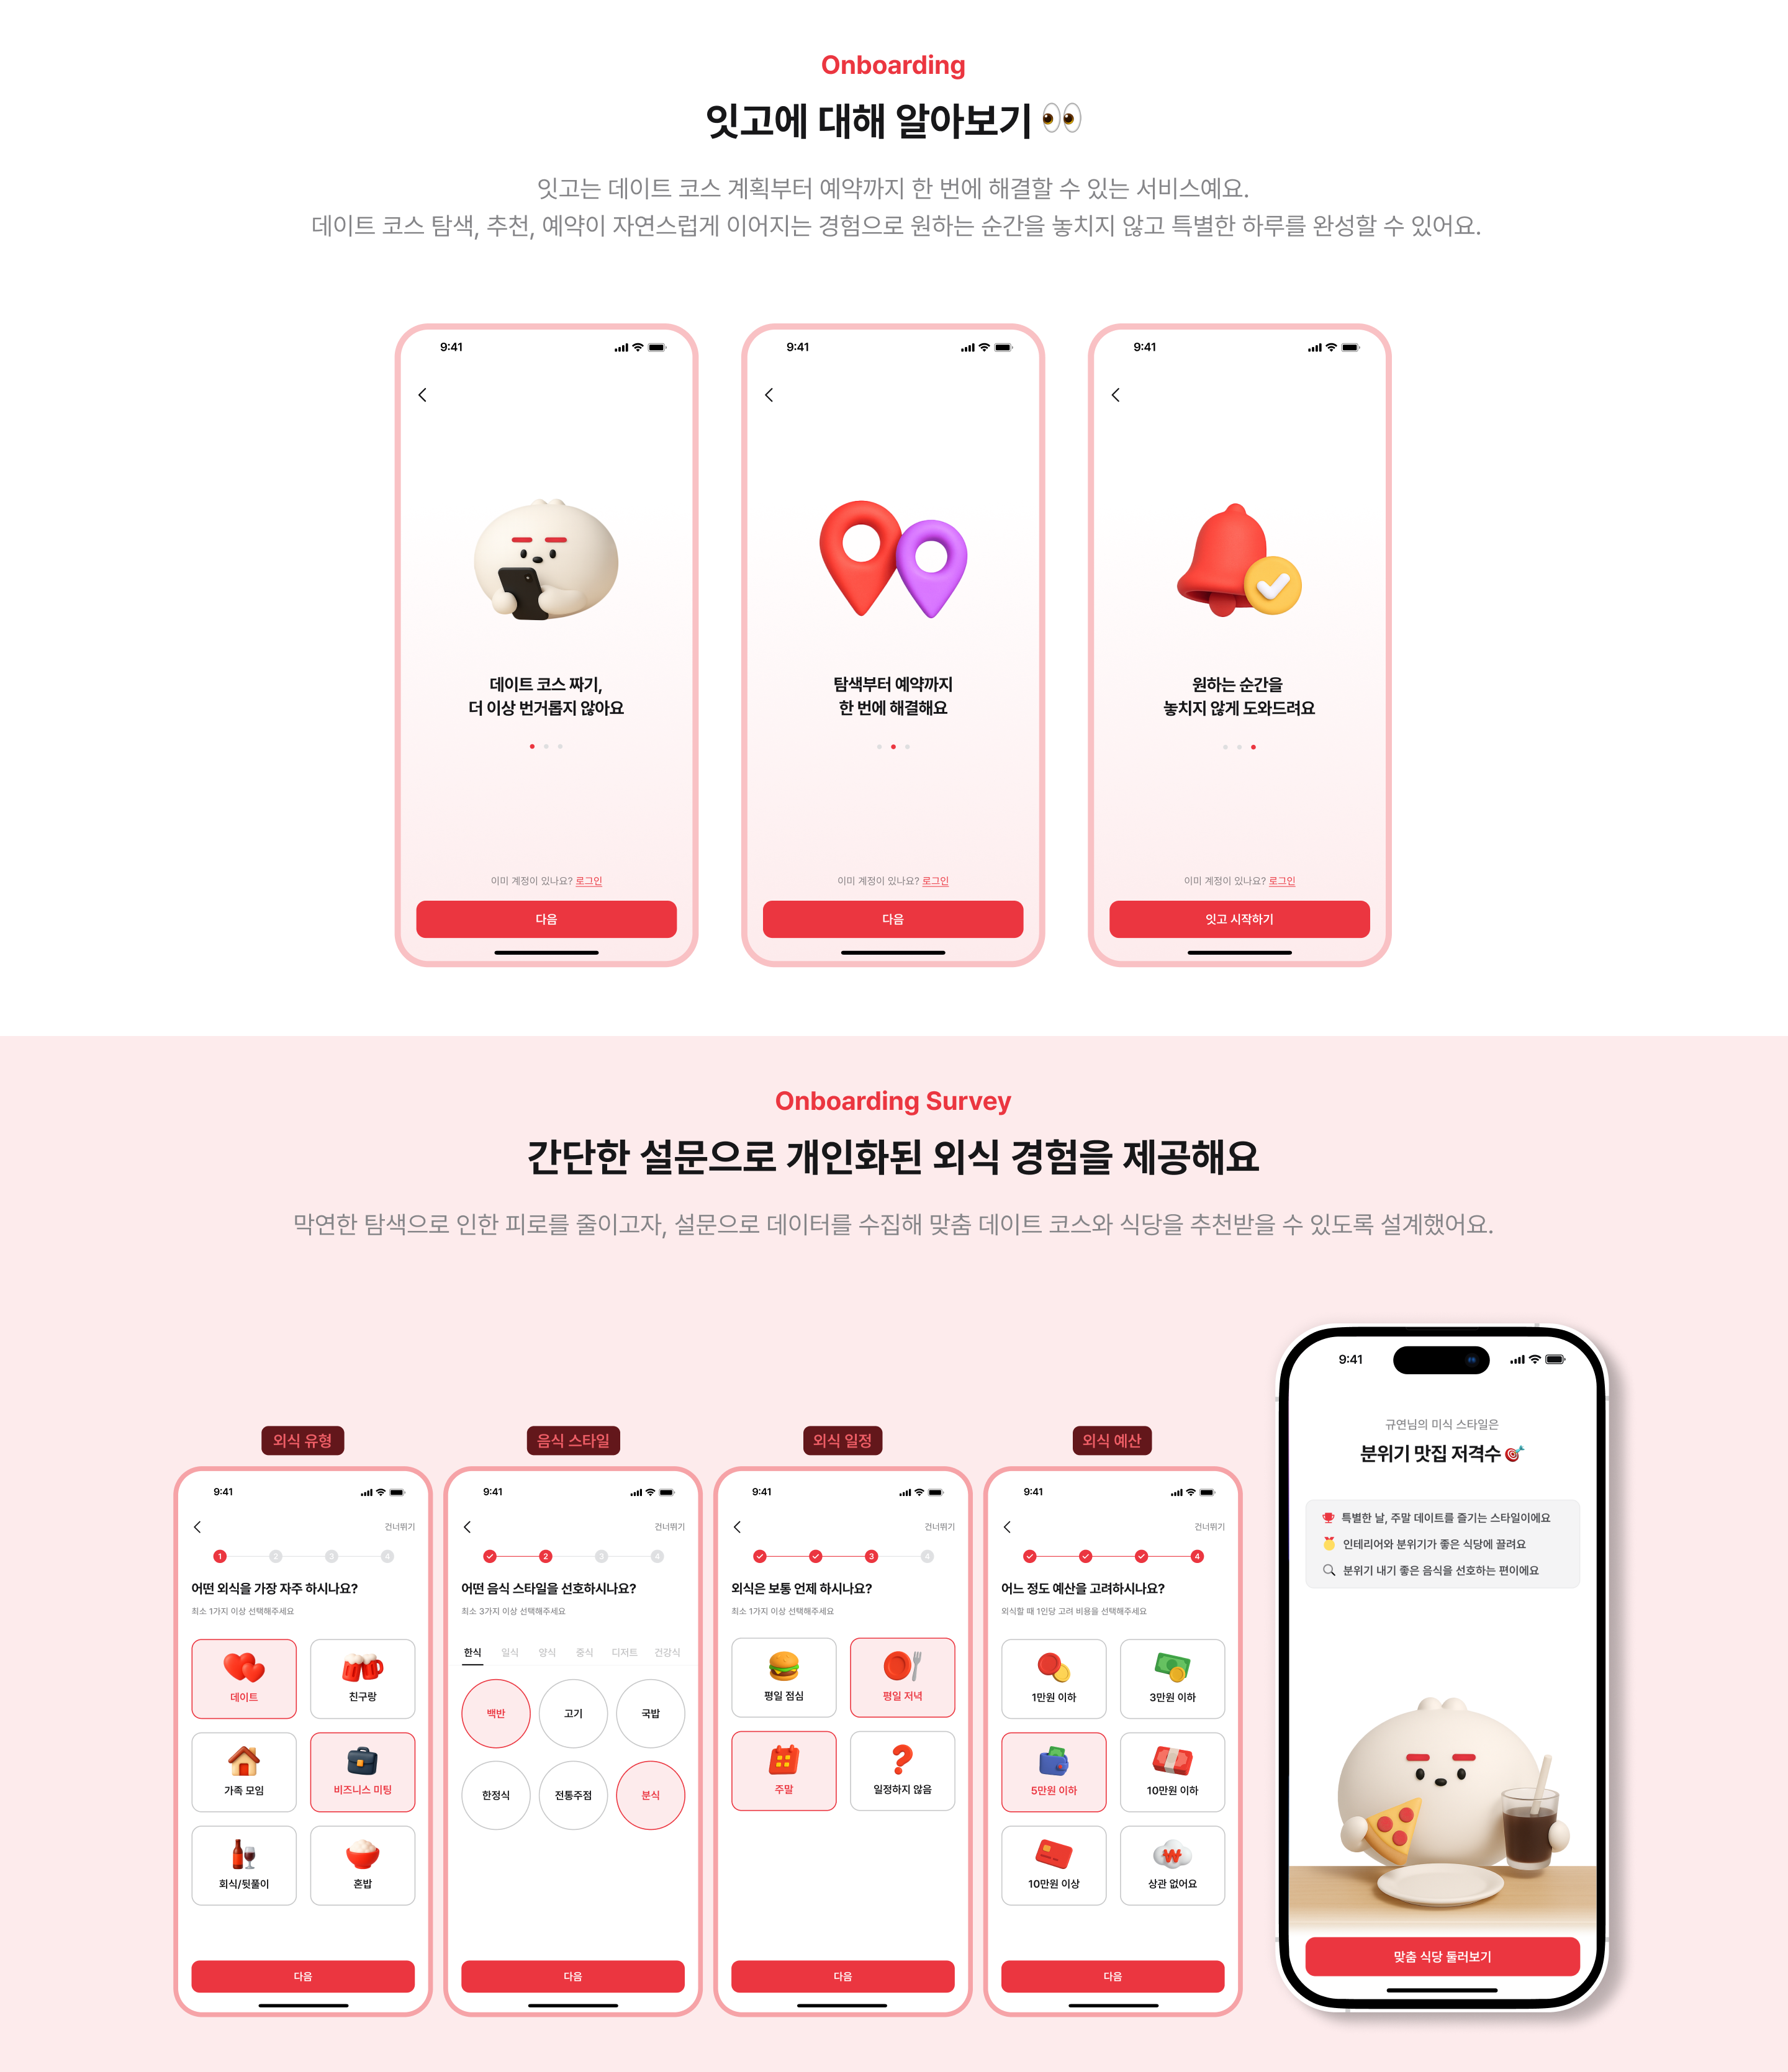 Onboarding
잇고에 대해 알아보기 👀
잇고는 데이트 코스 계획부터 예약까지 한 번에 해결할 수 있는 서비스예요.
데이트 코스 탐색, 추천, 예약이 자연스럽게 이어지는 경험으로 원하는 순간을 놓치지 않고 특별한 하루를 완성할 수 있어요.
9:41
데이트 코스 짜기,
더 이상 번거롭지 않아요
이미 계정이 있나요? 로그인
다음
9:41
탐색부터 예약까지
한 번에 해결해요
이미 계정이 있나요? 로그인
다음
9:41
원하는 순간을
놓치지 않게 도와드려요
이미 계정이 있나요? 로그인
잇고 시작하기
Onboarding Survey
간단한 설문으로 개인화된 외식 경험을 제공해요
막연한 탐색으로 인한 피로를 줄이고자, 설문으로 데이터를 수집해 맞춤 데이트 코스와 식당을 추천받을 수 있도록 설계했어요.
외식 유형
9:41
건너뛰기
1 2 3 4
어떤 외식을 가장 자주 하시나요?
최소 1가지 이상 선택해주세요
데이트 친구랑
가족 모임 비즈니스 미팅
회식/뒷풀이 혼밥
다음
음식 스타일
9:41
건너뛰기
2 3 4
어떤 음식 스타일을 선호하시나요?
최소 3가지 이상 선택해주세요
한식 일식 양식 중식 디저트 건강식
백반 고기 국밥
한정식 전통주점 분식
다음
외식 일정
9:41
건너뛰기
3 4
외식은 보통 언제 하시나요?
최소 1가지 이상 선택해주세요
평일 점심 평일 저녁
주말 일정하지 않음
다음
외식 예산
9:41
건너뛰기
4
어느 정도 예산을 고려하시나요?
외식할 때 1인당 고려 비용을 선택해주세요
1만원 이하 3만원 이하
5만원 이하 10만원 이하
10만원 이상 상관 없어요
다음
9:41
규연님의 미식 스타일은
분위기 맛집 저격수 🎯
특별한 날, 주말 데이트를 즐기는 스타일이에요
인테리어와 분위기가 좋은 식당에 끌려요
분위기 내기 좋은 음식을 선호하는 편이에요
맞춤 식당 둘러보기